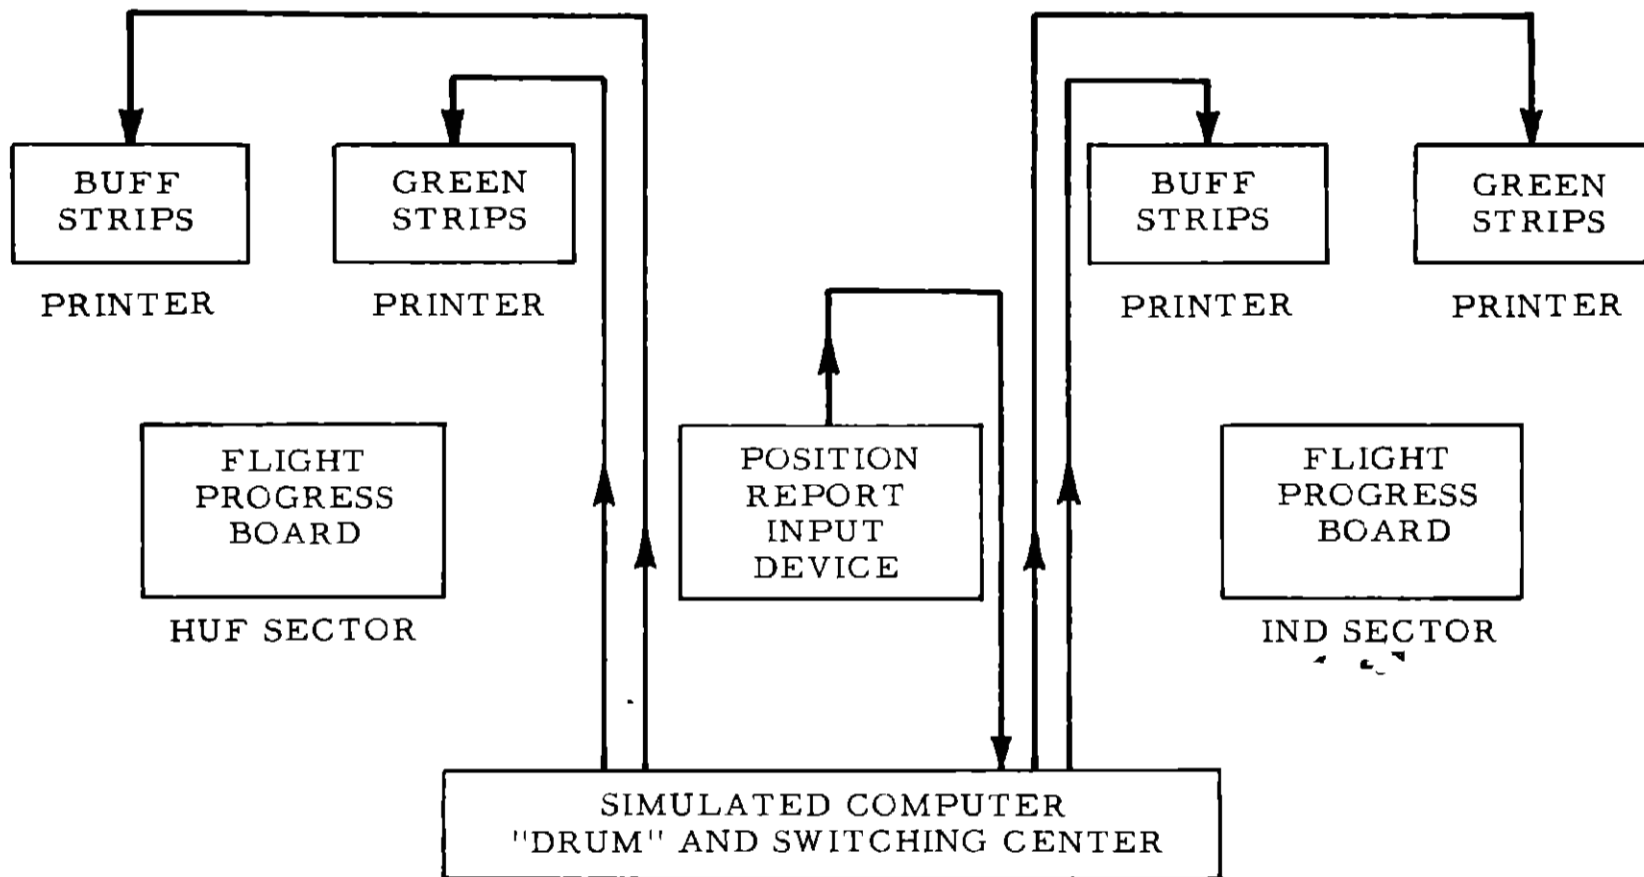 BUFF
STRIPS
PRINTER
GREEN
STRIPS
PRINTER
BUFF
STRIPS
PRINTER
GREEN
STRIPS
PRINTER
FLIGHT
PROGRESS
BOARD
HUF SECTOR
POSITION
REPORT
INPUT
DEVICE
FLIGHT
PROGRESS
BOARD
IND SECTOR
SIMULATED COMPUTER
"DRUM" AND SWITCHING CENTER